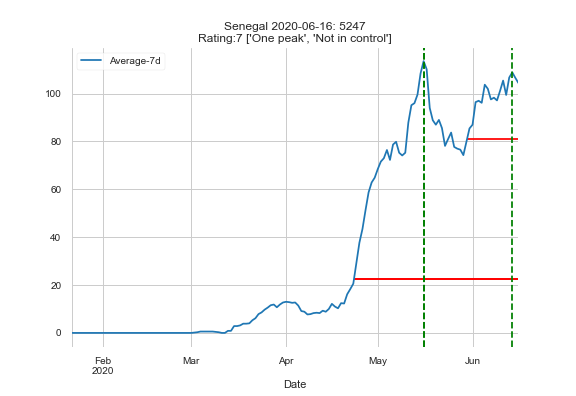 Senegal 2020-06-16: 5247
Rating:7 ['One peak', 'Not in control']
Average-7d
100
80
60
40
20
0
Feb
2020
Mar
Apr
May
Jun
Date